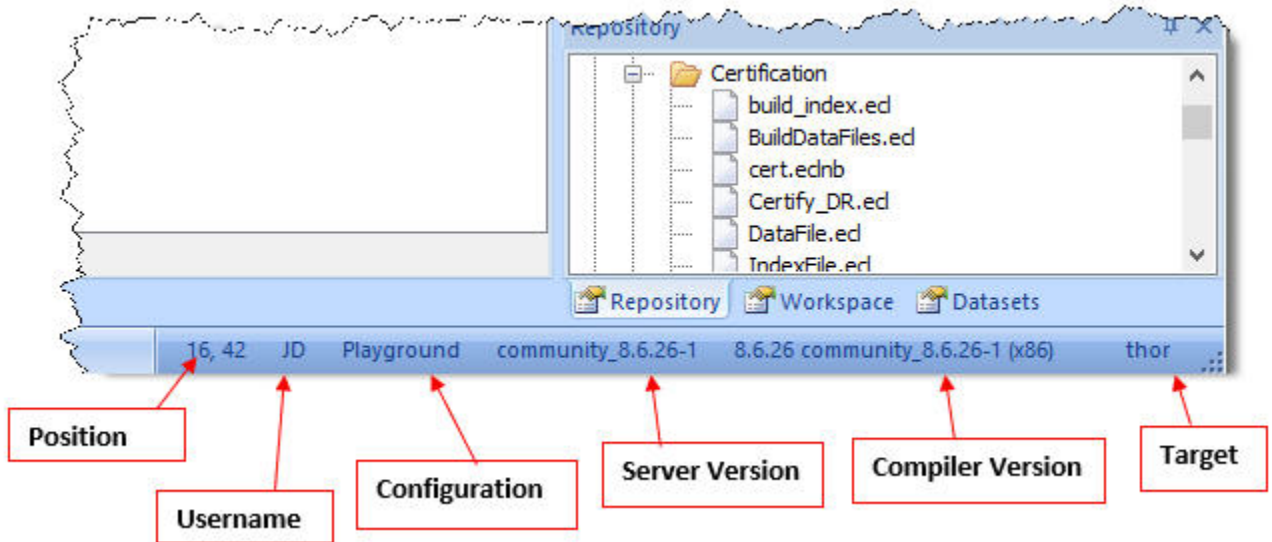 Repository
Certification
build_index.ecl
BuildDataFiles.ecl
cert.eclnb
Certify_DR.ecl
DataFile.ecl
IndexFile.ecl
Repository Workspace Datasets
16, 42 JD Playground community_8.6.26-1 8.6.26 community_8.6.26-1 (x86) thor
Position
Username
Configuration
Server Version
Compiler Version
Target